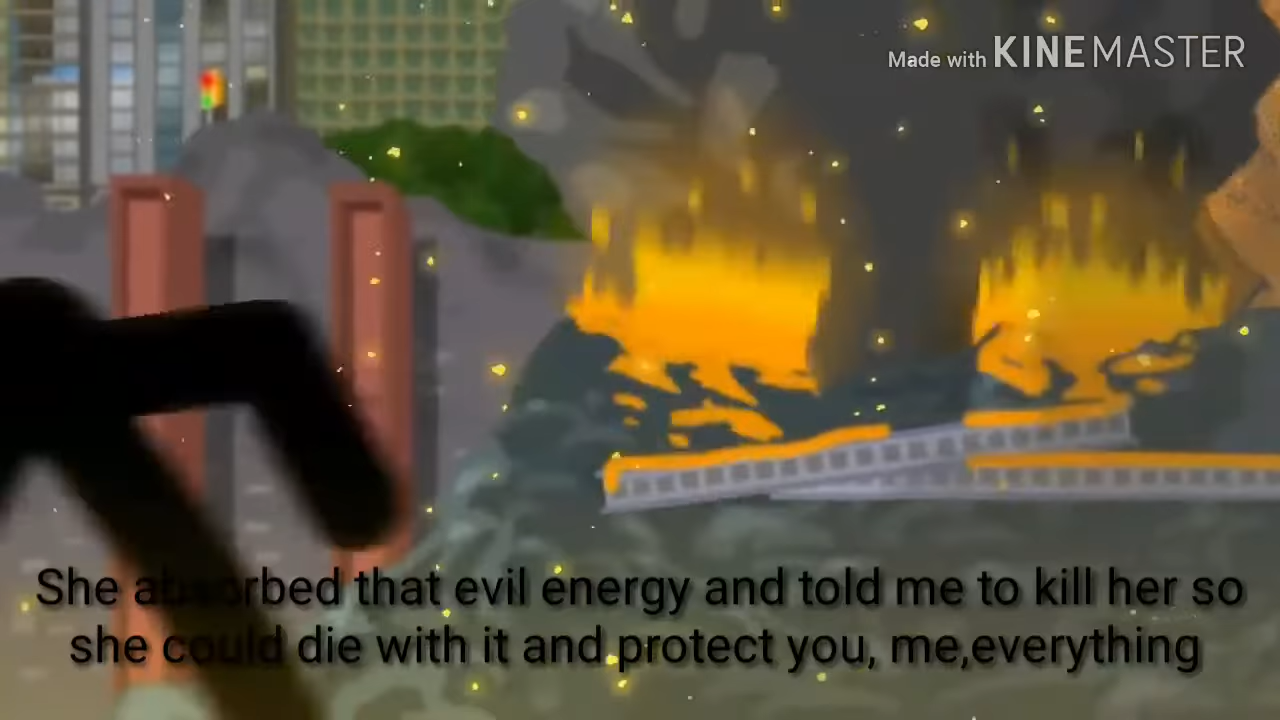 Made with KINEMASTER
She absorbed that evil energy and told me to kill her so
she could die with it and protect you, me,everything